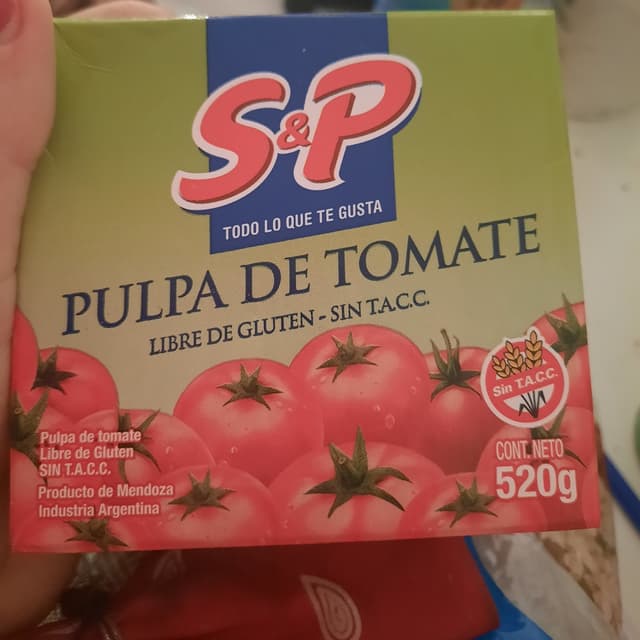 S&P
TODO LO QUE TE GUSTA
PULPA DE TOMATE
LIBRE DE GLUTEN - SIN T.A.C.C.
Sin T.A.C.C.
Pulpa de tomate
Libre de Gluten
SIN T.A.C.C.
Producto de Mendoza
Industria Argentina
CONT. NETO
520g